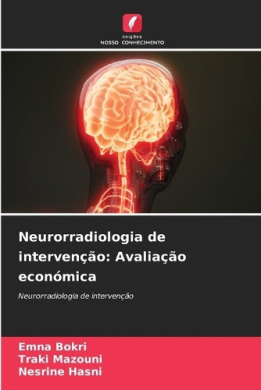 edições
NOSSO CONHECIMENTO
Neurorradiologia de
intervenção: Avaliação
económica
Neurorradiologia de intervenção
Emna Bokri
Traki Mazouni
Nesrine Hasni